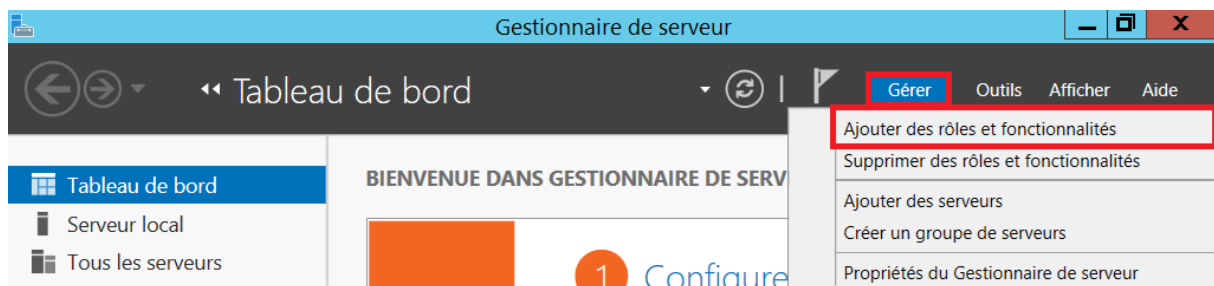 Gestionnaire de serveur
Tableau de bord
Gérer Outils Afficher Aide
Ajouter des rôles et fonctionnalités
Supprimer des rôles et fonctionnalités
Ajouter des serveurs
Créer un groupe de serveurs
Propriétés du Gestionnaire de serveur
Tableau de bord
Serveur local
Tous les serveurs
BIENVENUE DANS GESTIONNAIRE DE SERV
1 Configure